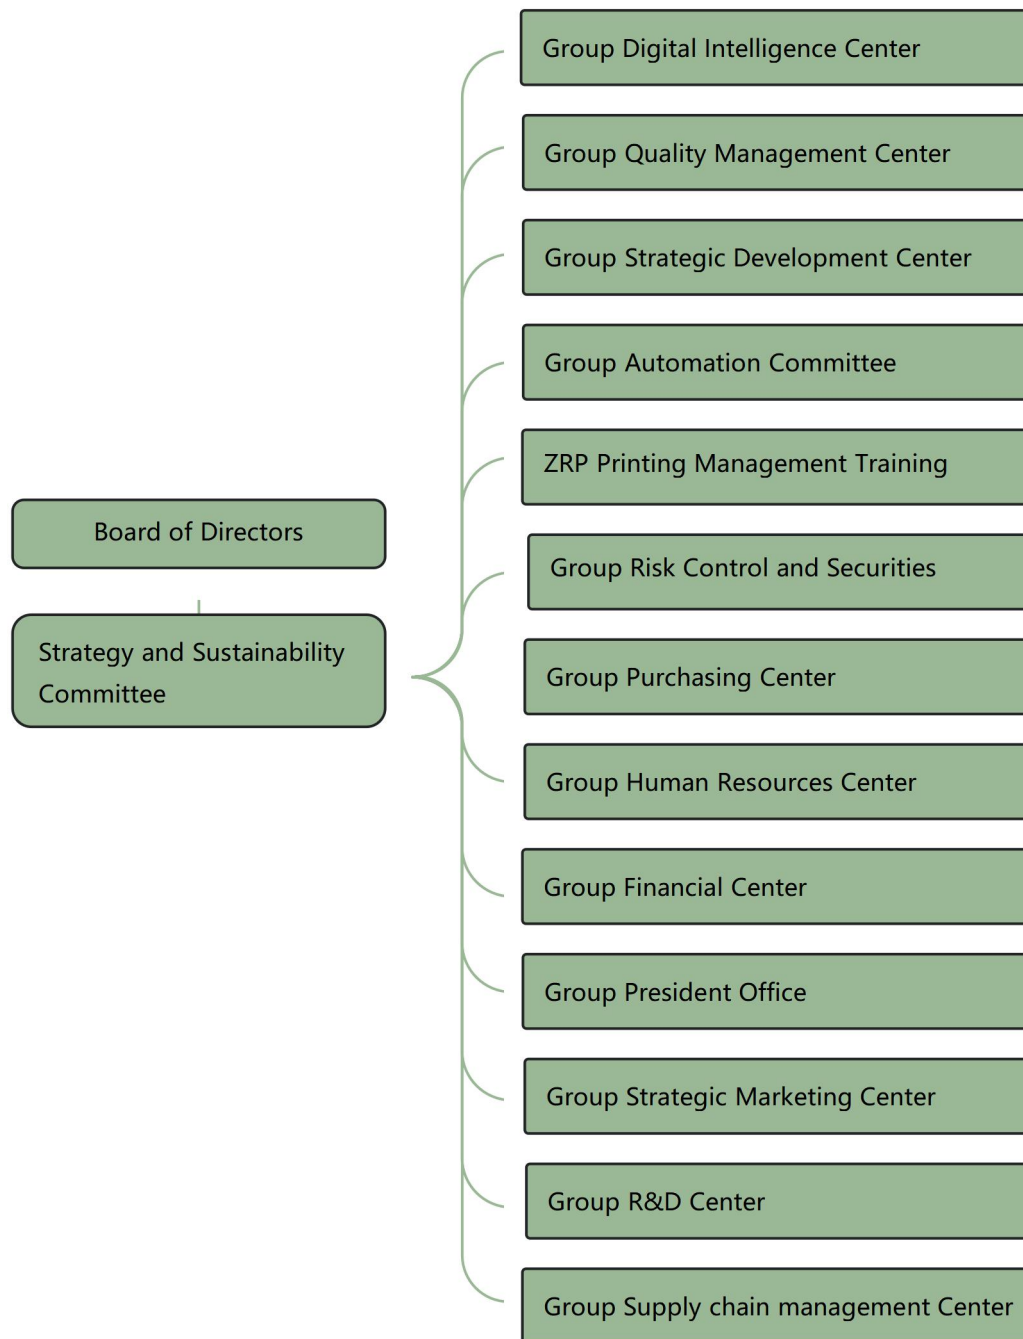 Group Digital Intelligence Center
Group Quality Management Center
Group Strategic Development Center
Group Automation Committee
ZRP Printing Management Training
Board of Directors
Group Risk Control and Securities
Strategy and Sustainability
Committee
Group Purchasing Center
Group Human Resources Center
Group Financial Center
Group President Office
Group Strategic Marketing Center
Group R&D Center
Group Supply chain management Center